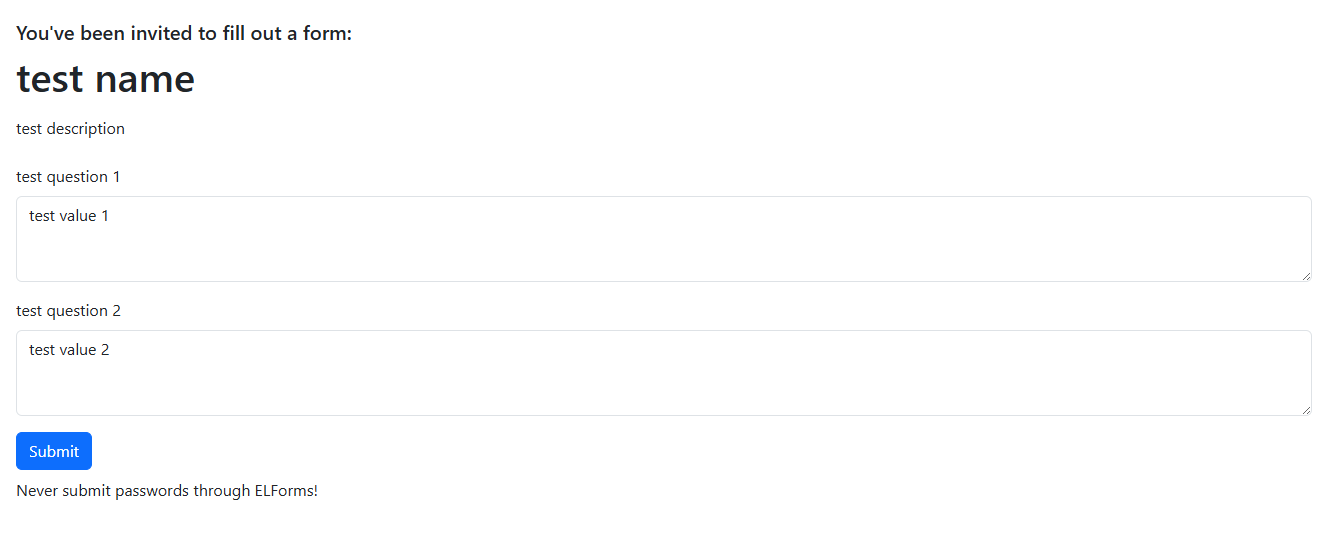 You've been invited to fill out a form:
test name
test description
test question 1
test value 1
test question 2
test value 2
Submit
Never submit passwords through ELForms!